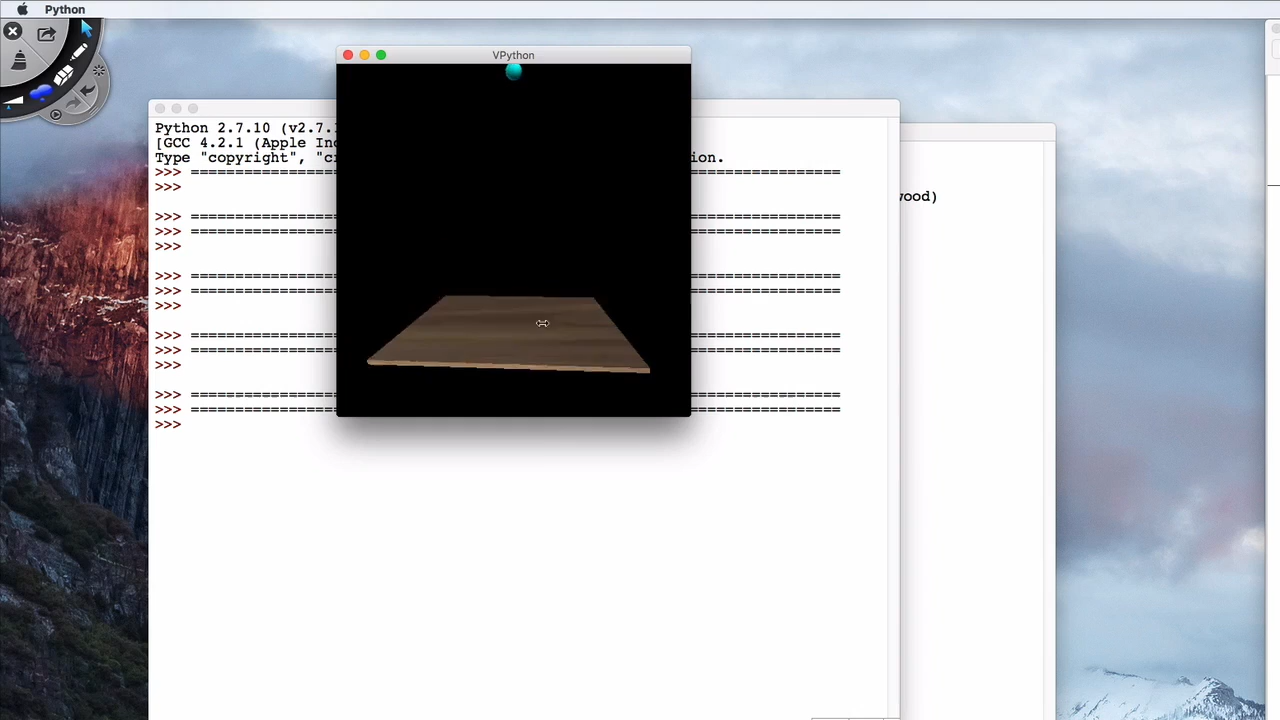 Python
VPython
Python 2.7.10 (v2.7.1
[GCC 4.2.1 (Apple Inc
Type "copyright", "cr ion.
>>> ================ =================
>>>
wood)
>>> ================ =================
>>> ================ =================
>>>
>>> ================ =================
>>> ================ =================
>>>
>>> ================ =================
>>> ================ =================
>>>
>>> ================ =================
>>> ================ =================
>>>